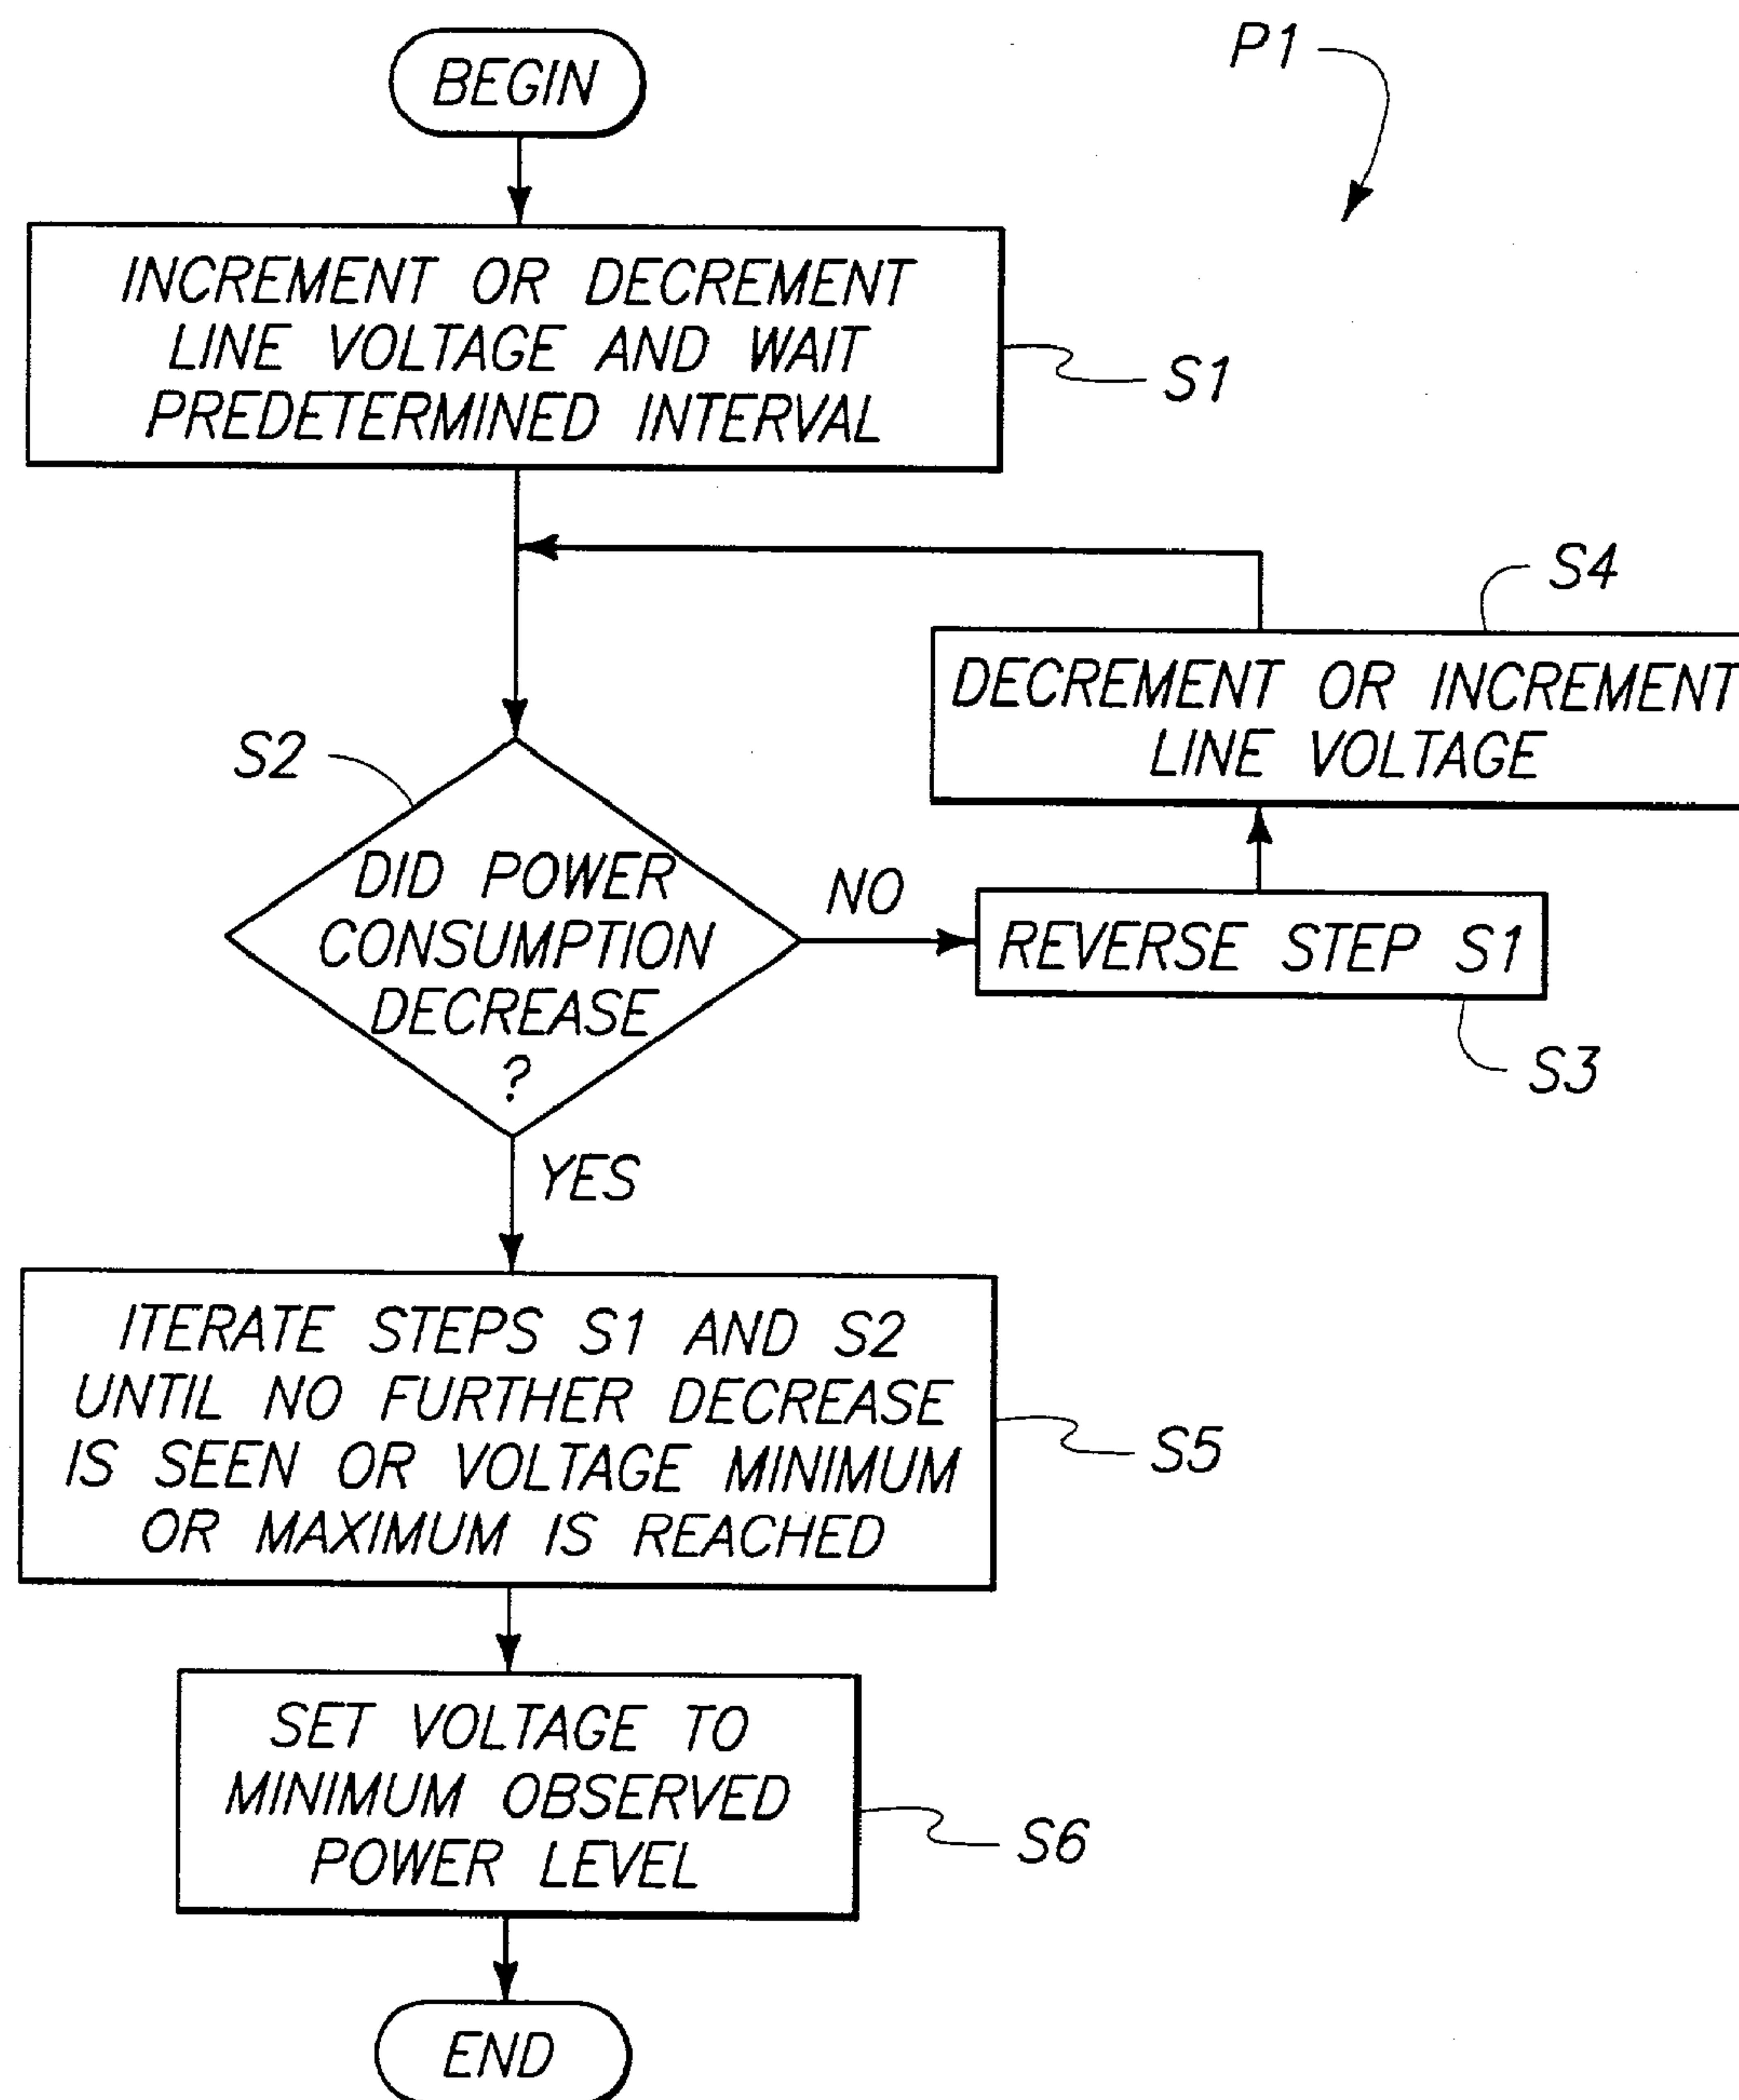 P1
BEGIN
INCREMENT OR DECREMENT
LINE VOLTAGE AND WAIT
PREDETERMINED INTERVAL
S1
S4
DECREMENT OR INCREMENT
LINE VOLTAGE
S2
DID POWER
CONSUMPTION
DECREASE
?
NO
REVERSE STEP S1
S3
YES
ITERATE STEPS S1 AND S2
UNTIL NO FURTHER DECREASE
IS SEEN OR VOLTAGE MINIMUM
OR MAXIMUM IS REACHED
S5
SET VOLTAGE TO
MINIMUM OBSERVED
POWER LEVEL
S6
END